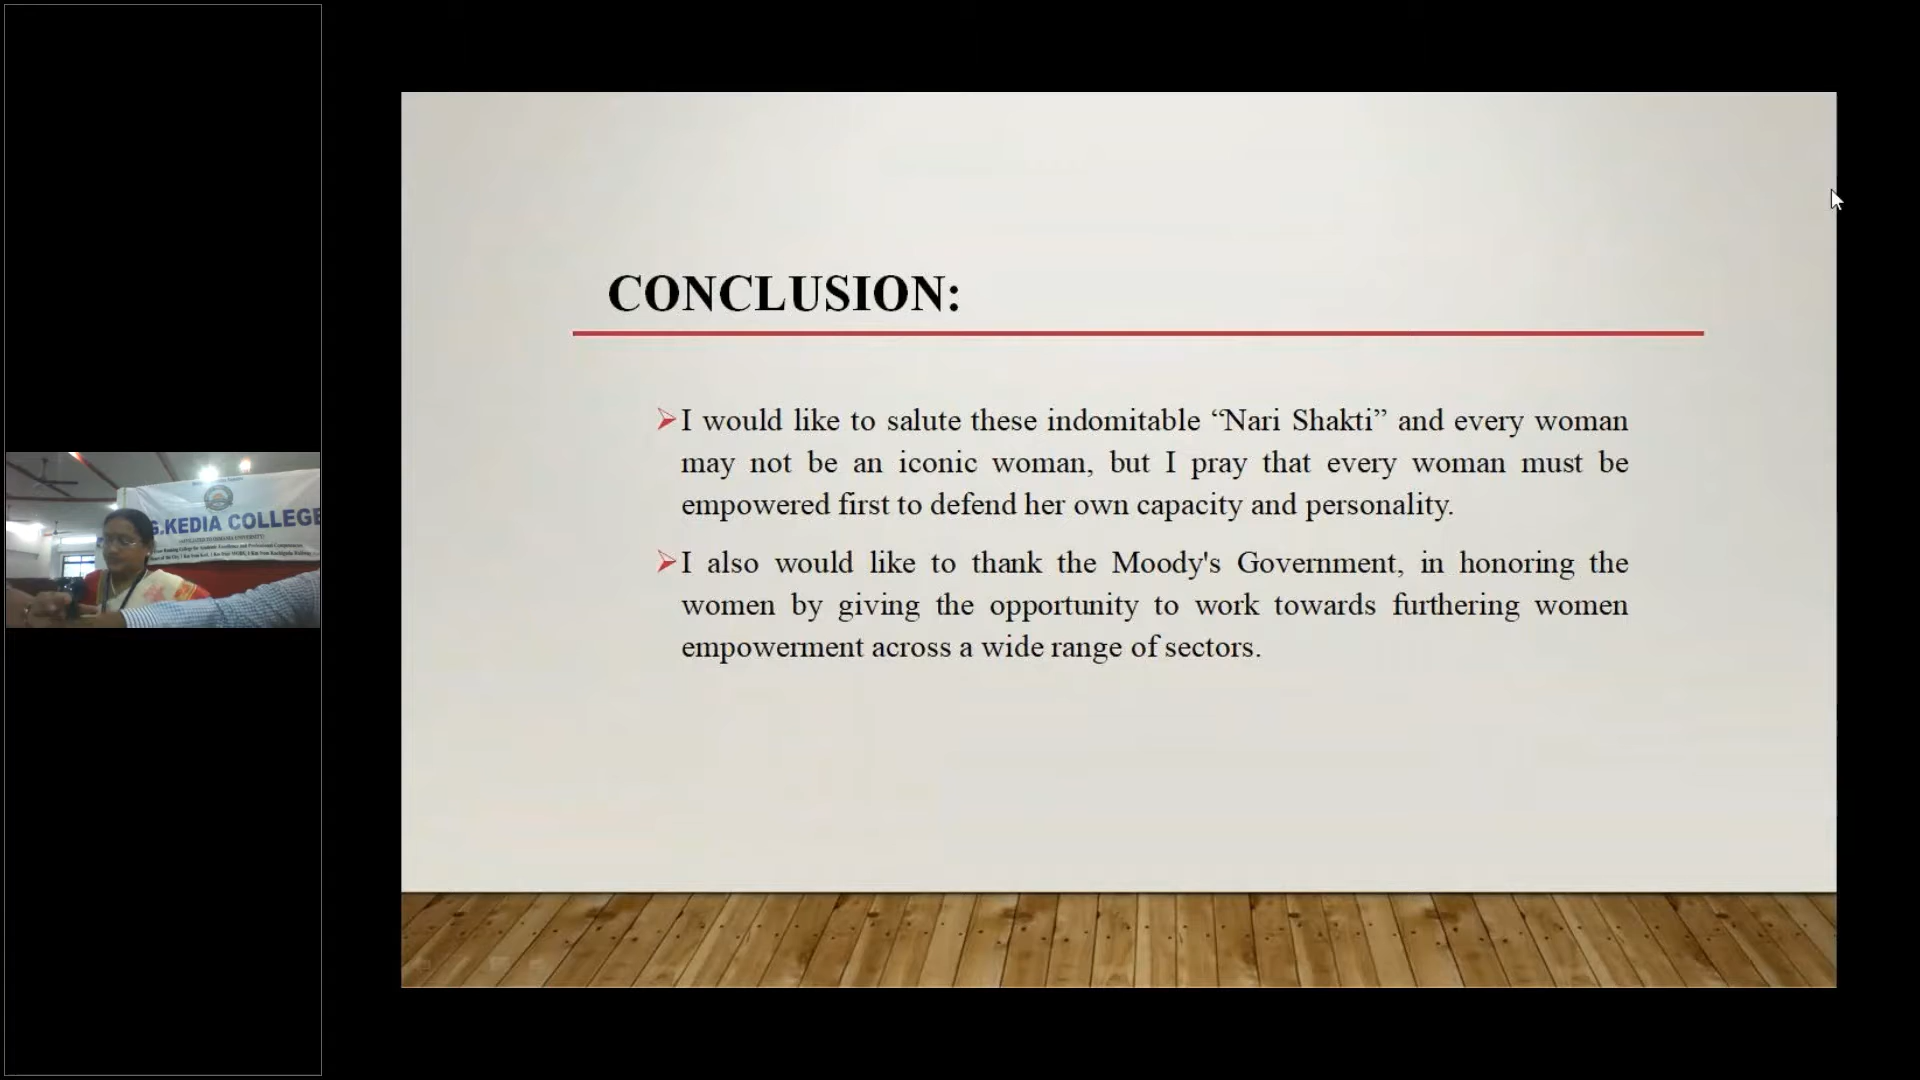 G.KEDIA COLLEGE
CONCLUSION:
➢I would like to salute these indomitable “Nari Shakti” and every woman
may not be an iconic woman, but I pray that every woman must be
empowered first to defend her own capacity and personality.
➢I also would like to thank the Moody's Government, in honoring the
women by giving the opportunity to work towards furthering women
empowerment across a wide range of sectors.